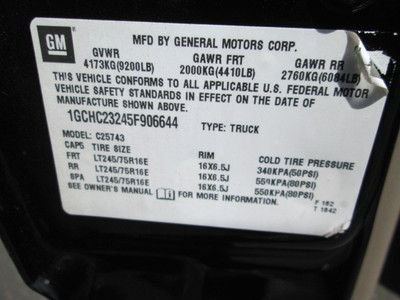 GM
MFD BY GENERAL MOTORS CORP.
GVWR GAWR FRT GAWR RR
4173KG(9200LB) 2000KG(4410LB) 2760KG(6084LB)
THIS VEHICLE CONFORMS TO ALL APPLICABLE U.S. FEDERAL MOTOR
VEHICLE SAFETY STANDARDS IN EFFECT ON THE DATE OF
MANUFACTURE SHOWN ABOVE.
1GCHC23245F906644 TYPE: TRUCK
MODEL: C25743
CAPS TIRE SIZE RIM COLD TIRE PRESSURE
FRT LT245/75R16E 16X6.5J 340KPA(50PSI)
RR LT245/75R16E 16X6.5J 550KPA(80PSI)
SPA LT245/75R16E 16X6.5J 550KPA(80PSI)
SEE OWNER'S MANUAL FOR MORE INFORMATION. F 182
T 1842